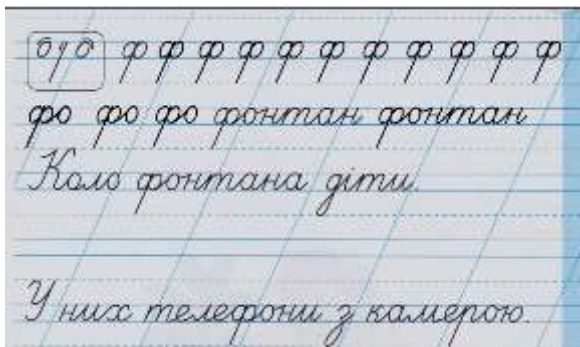 ф ф ф ф ф ф ф ф ф ф ф
фо фо фо фонтан фонтан
Коло фонтана діти.
У них телефони з камерою.